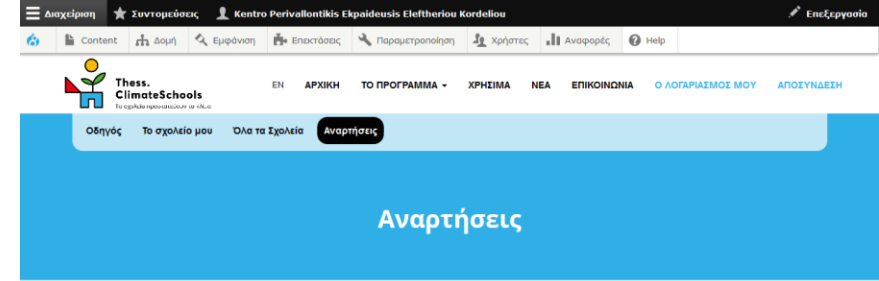 Διαχείριση Συντομεύσεις Kentro Perivallontikis Ekpaideusis Eleftheriou Kordeliou Επεξεργασία
Content Δομή Εμφάνιση Επεκτάσεις Παραμετροποίηση Χρήστες Αναφορές Help
Thess.
ClimateSchools
EN ΑΡΧΙΚΗ ΤΟ ΠΡΟΓΡΑΜΜΑ ΧΡΗΣΙΜΑ ΝΕΑ ΕΠΙΚΟΙΝΩΝΙΑ Ο ΛΟΓΑΡΙΑΣΜΟΣ ΜΟΥ ΑΠΟΣΥΝΔΕΣΗ
Οδηγός Το σχολείο μου Όλα τα Σχολεία Αναρτήσεις
Αναρτήσεις